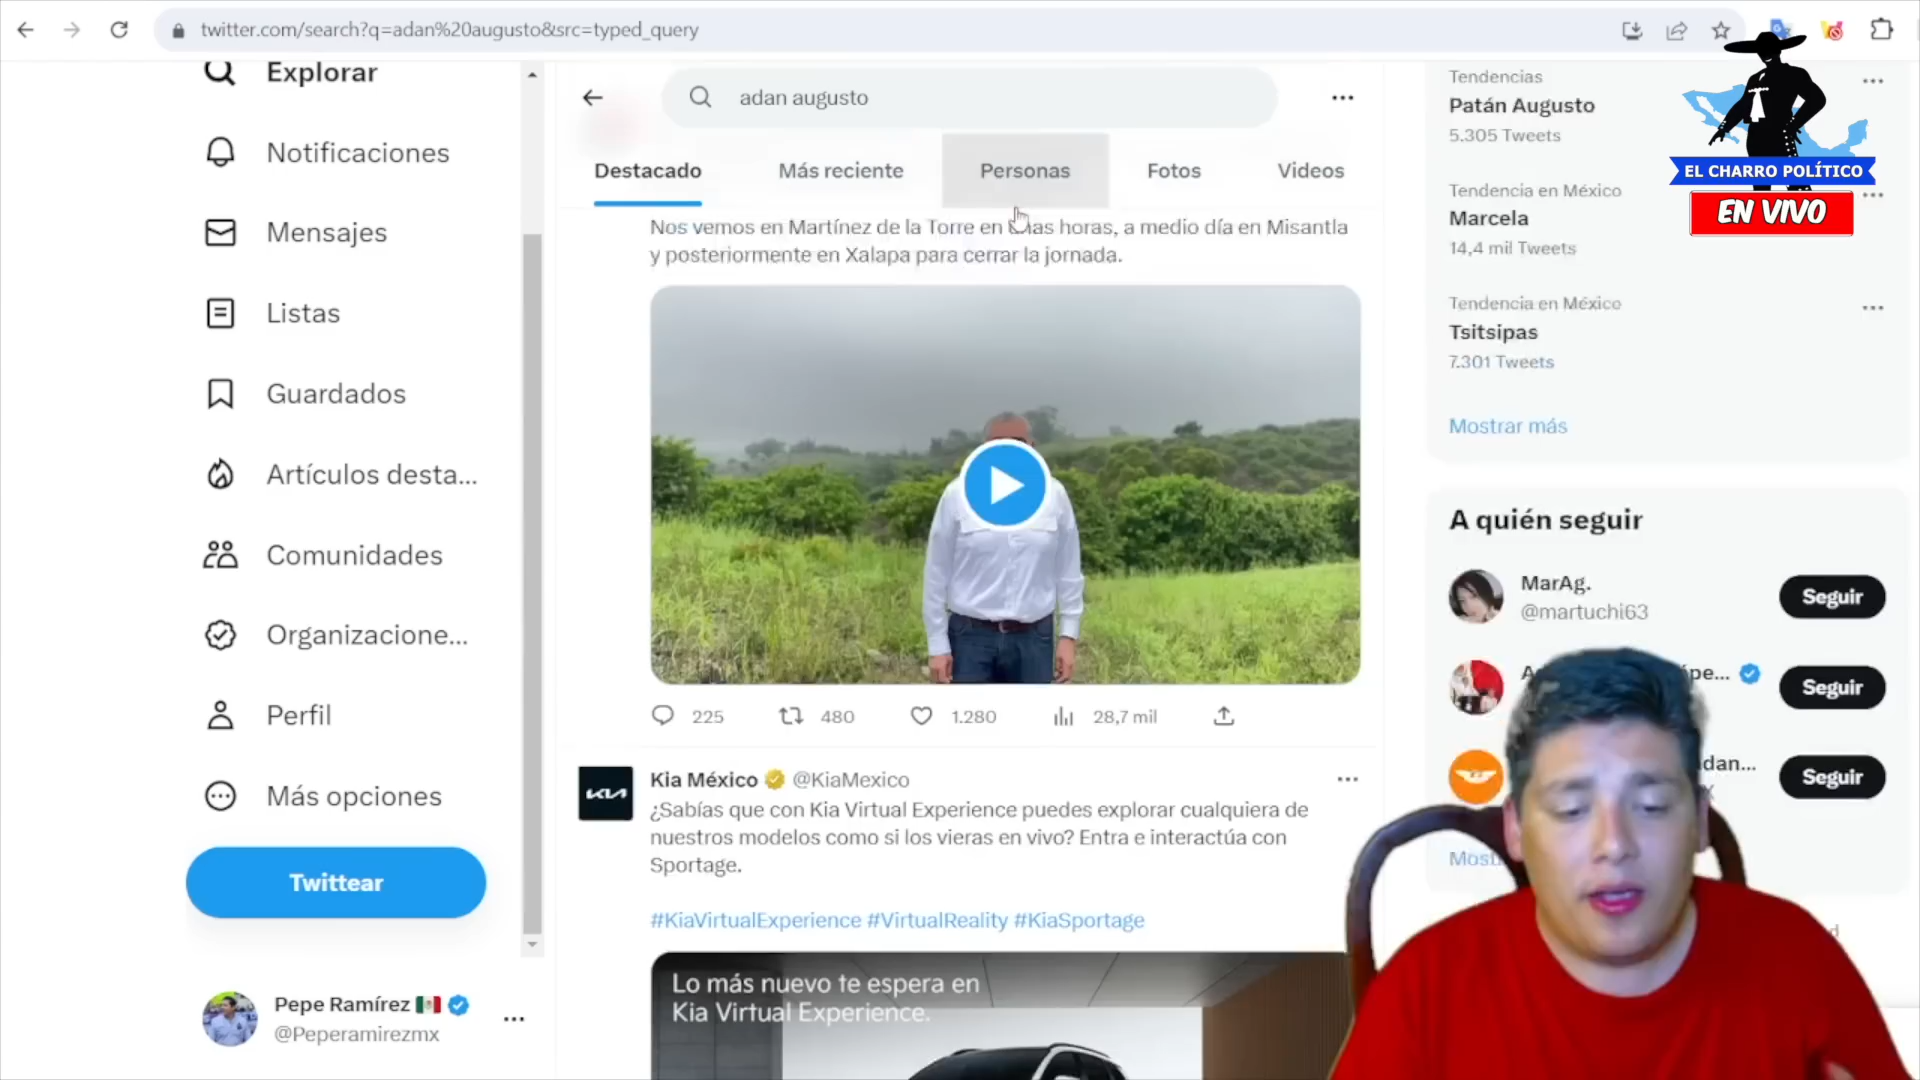 twitter.com/search?q=adan%20augusto&src=typed_query
Explorar
Notificaciones
Mensajes
Listas
Guardados
Artículos desta...
Comunidades
Organizacione...
Perfil
Más opciones
Twittear
Pepe Ramírez
@Peperamirezmx
adan augusto
Destacado
Más reciente
Personas
Fotos
Videos
Nos vemos en Martínez de la Torre en unas horas, a medio día en Misantla
y posteriormente en Xalapa para cerrar la jornada.
225
480
1.280
28,7 mil
Kia México @KiaMexico
¿Sabías que con Kia Virtual Experience puedes explorar cualquiera de
nuestros modelos como si los vieras en vivo? Entra e interactúa con
Sportage.
#KiaVirtualExperience #VirtualReality #KiaSportage
Lo más nuevo te espera en
Kia Virtual Experience.
Tendencias
Patán Augusto
5.305 Tweets
Tendencia en México
Marcela
14,4 mil Tweets
Tendencia en México
Tsitsipas
7.301 Tweets
Mostrar más
EL CHARRO POLÍTICO
EN VIVO
A quién seguir
MarAg.
@martuchi63
Seguir
Seguir
Seguir